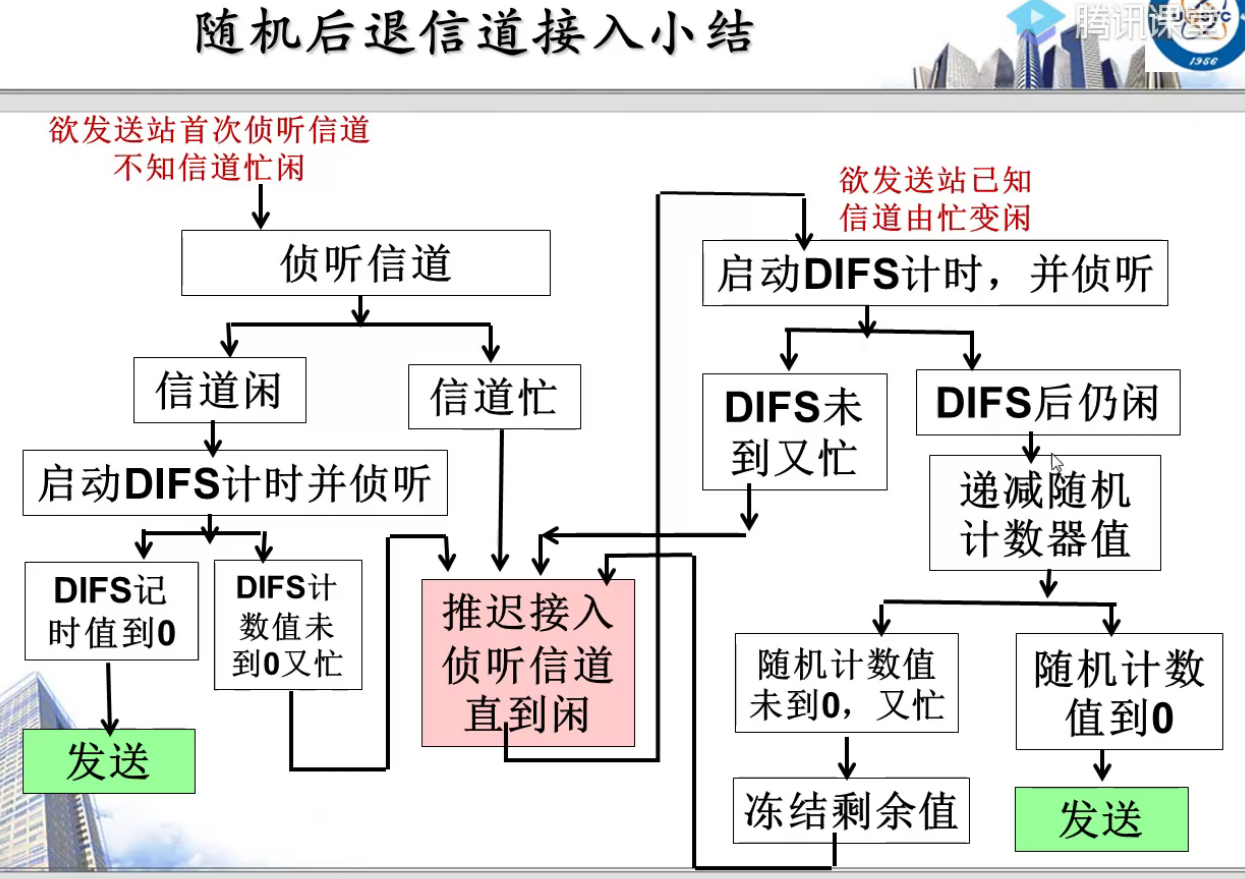 随机后退信道接入小结
腾讯课堂
1956
欲发送站首次侦听信道
不知信道忙闲
侦听信道
信道闲
信道忙
启动DIFS计时并侦听
DIFS记
时值到0
DIFS计
数值未
到0又忙
发送
推迟接入
侦听信道
直到闲
欲发送站已知
信道由忙变闲
启动DIFS计时，并侦听
DIFS未
到又忙
DIFS后仍闲
递减随机
计数器值
随机计数值
未到0，又忙
随机计数
值到0
冻结剩余值
发送